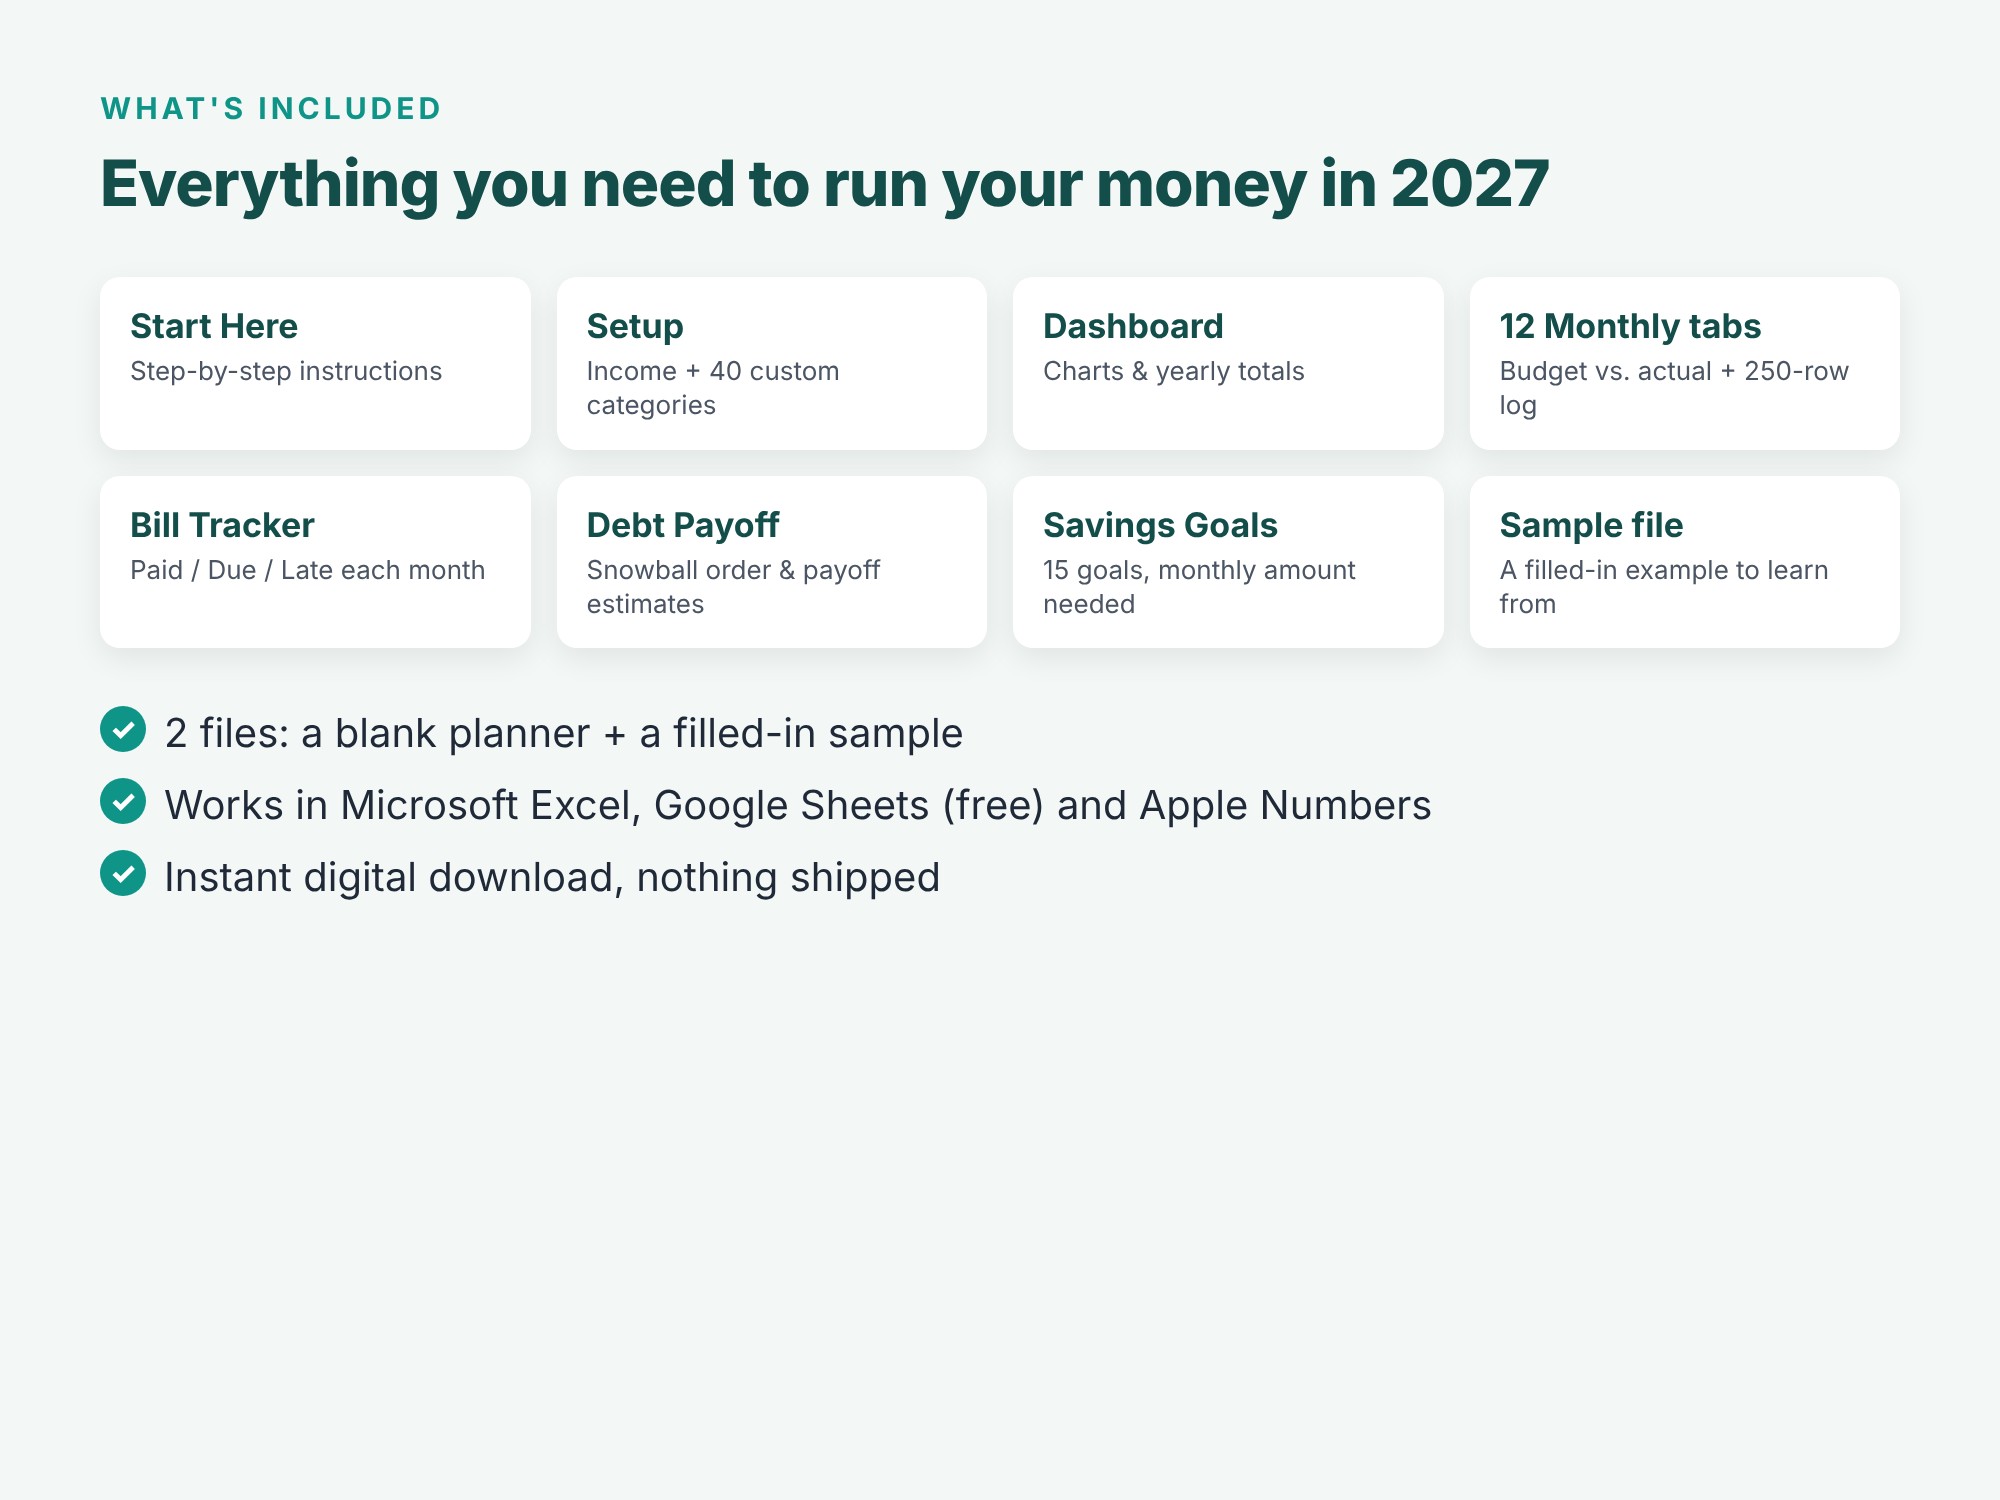 WHAT'S INCLUDED
Everything you need to run your money in 2027
Start Here
Step-by-step instructions
Setup
Income + 40 custom
categories
Dashboard
Charts & yearly totals
12 Monthly tabs
Budget vs. actual + 250-row
log
Bill Tracker
Paid / Due / Late each month
Debt Payoff
Snowball order & payoff
estimates
Savings Goals
15 goals, monthly amount
needed
Sample file
A filled-in example to learn
from
2 files: a blank planner + a filled-in sample
Works in Microsoft Excel, Google Sheets (free) and Apple Numbers
Instant digital download, nothing shipped